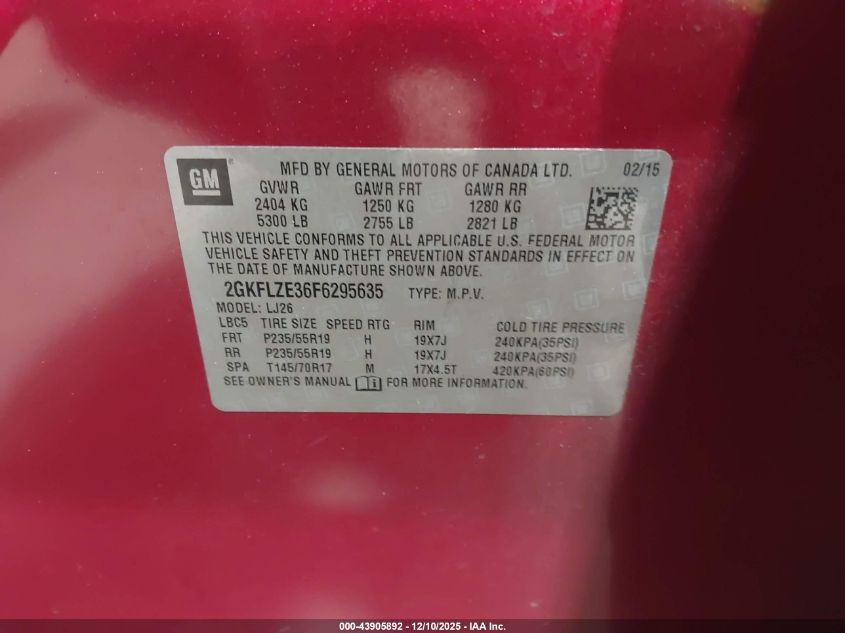 GM
MFD BY GENERAL MOTORS OF CANADA LTD. 02/15
GVWR GAWR FRT GAWR RR
2404 KG 1250 KG 1280 KG
5300 LB 2755 LB 2821 LB
THIS VEHICLE CONFORMS TO ALL APPLICABLE U.S. FEDERAL MOTOR
VEHICLE SAFETY AND THEFT PREVENTION STANDARDS IN EFFECT ON
THE DATE OF MANUFACTURE SHOWN ABOVE.
2GKFLZE36F6295635 TYPE: M.P.V.
MODEL: LJ26
LBC5 TIRE SIZE SPEED RTG RIM COLD TIRE PRESSURE
FRT P235/55R19 H 19X7J 240KPA(35PSI)
RR P235/55R19 H 19X7J 240KPA(35PSI)
SPA T145/70R17 M 17X4.5T 420KPA(60PSI)
SEE OWNER'S MANUAL FOR MORE INFORMATION.
000-43905892 - 12/10/2025 - IAA Inc.